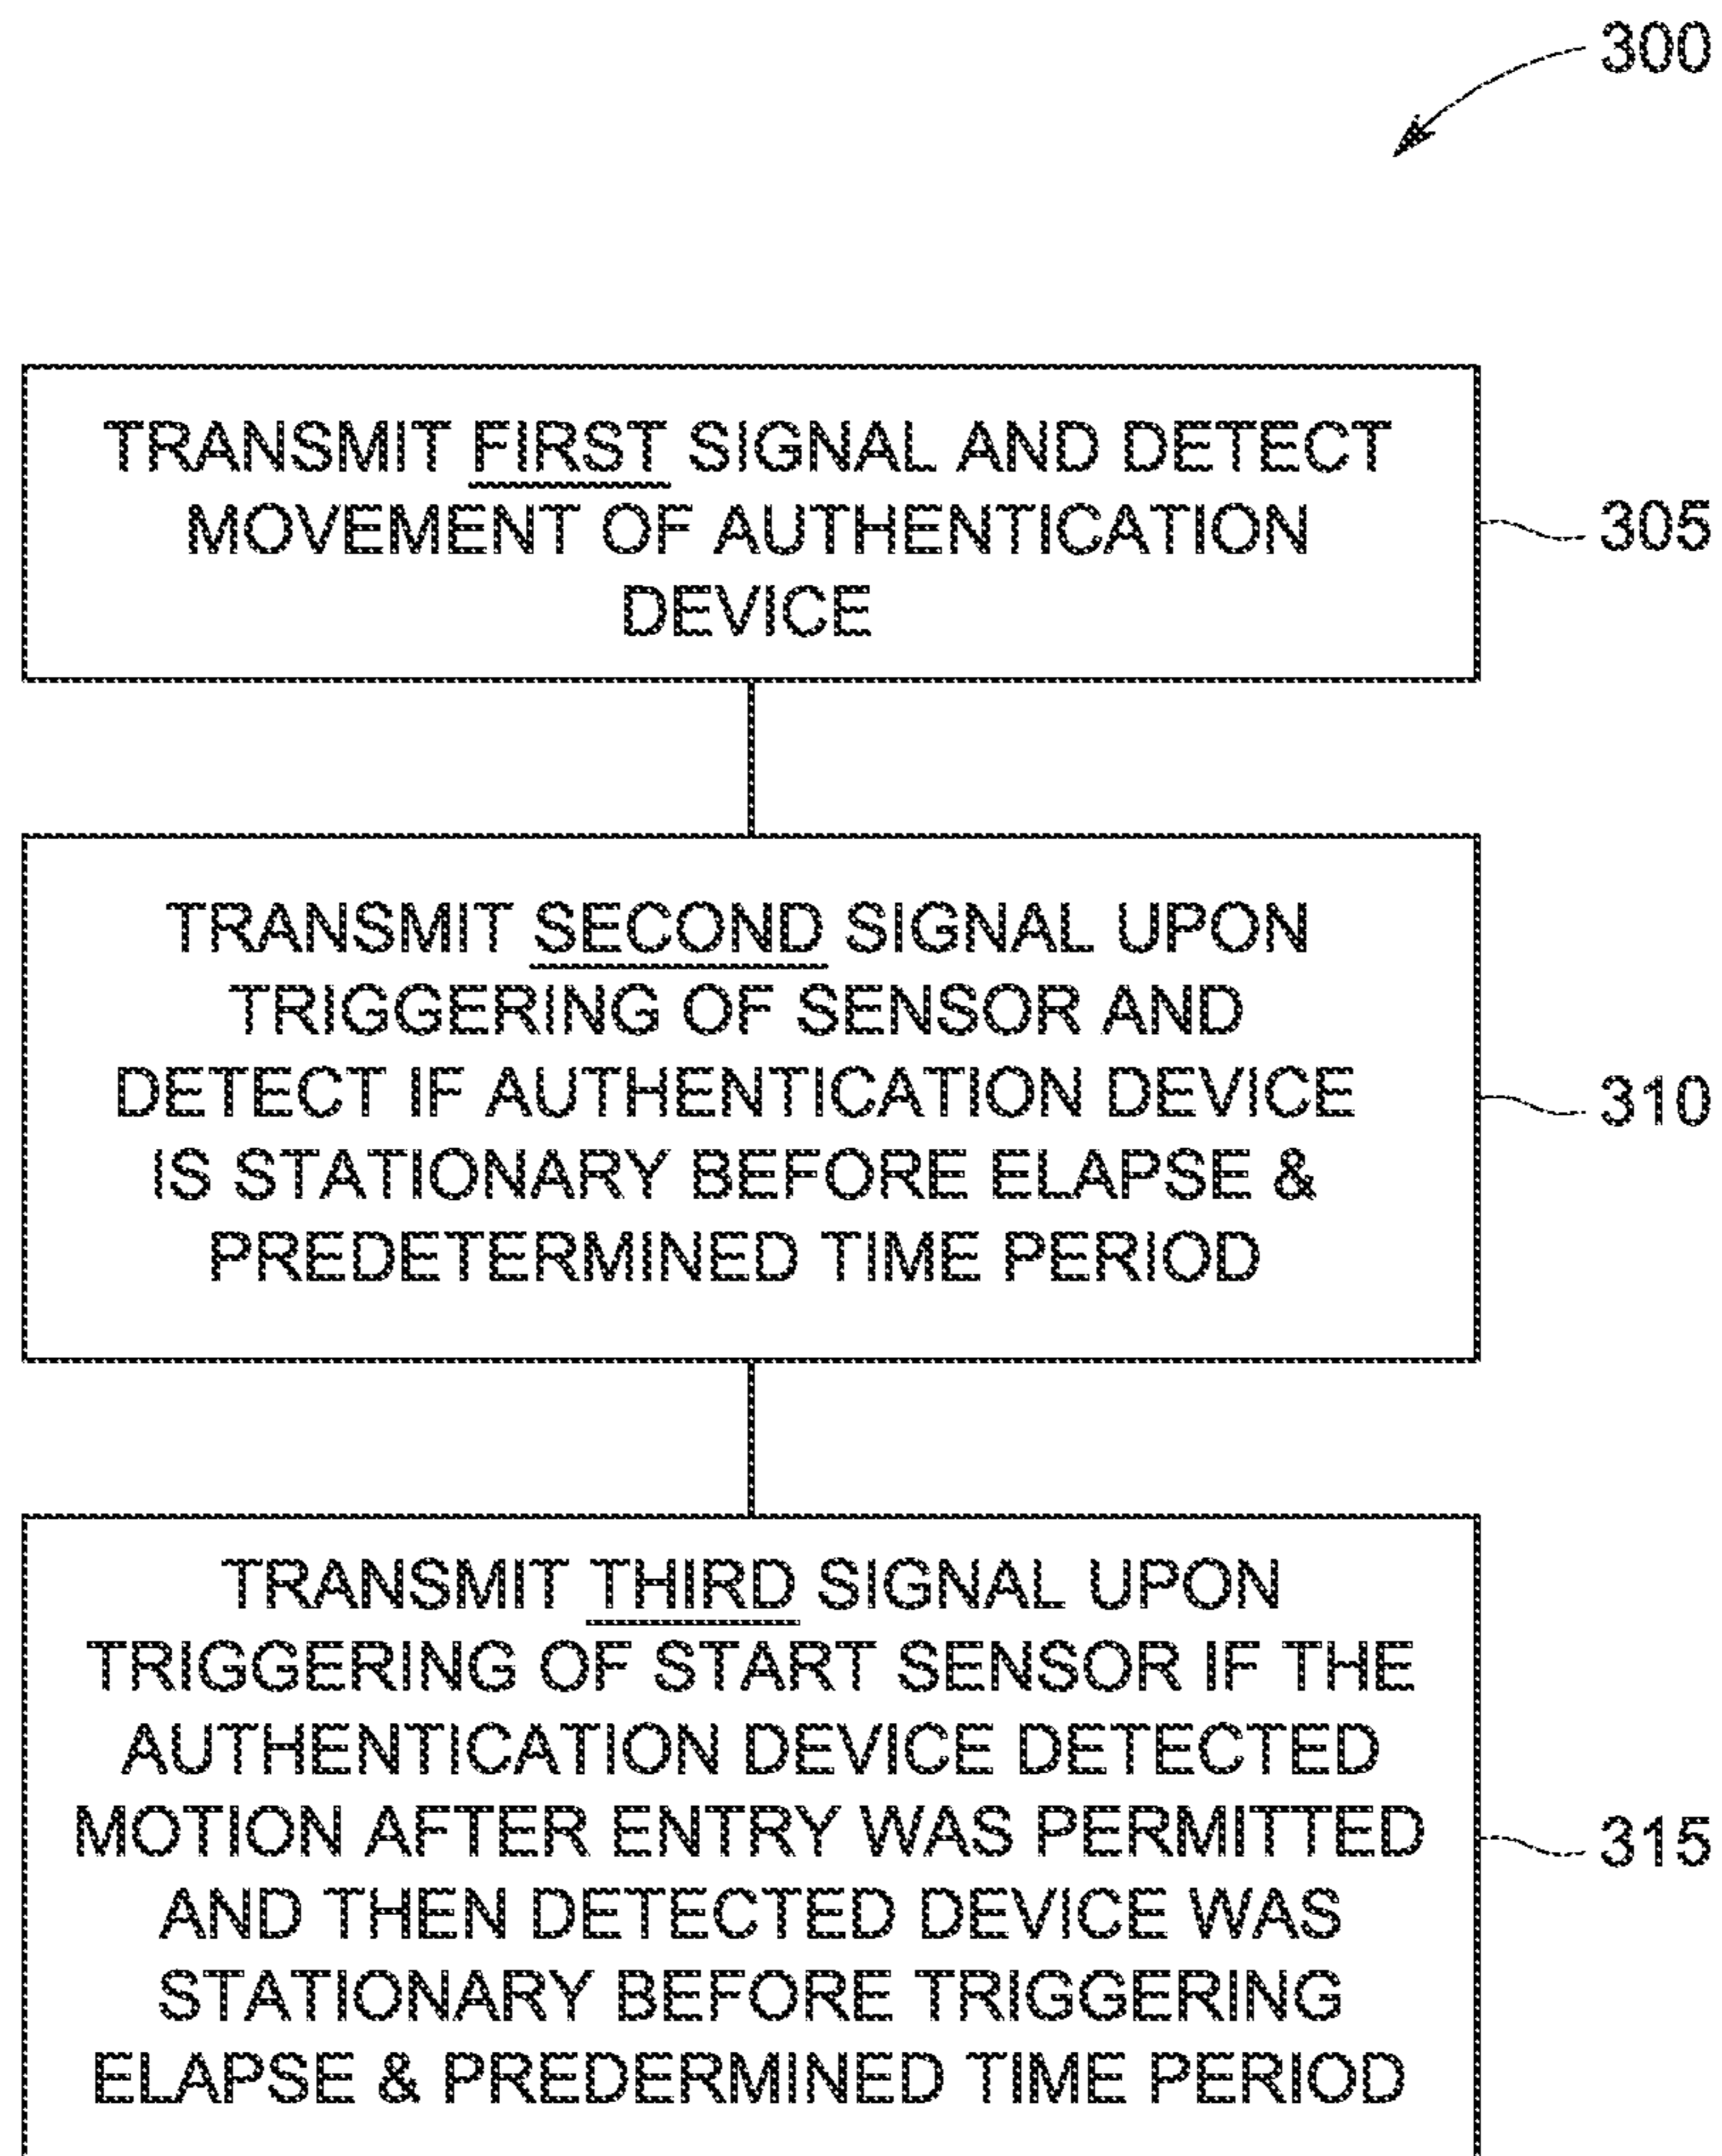 300
TRANSMIT FIRST SIGNAL AND DETECT
MOVEMENT OF AUTHENTICATION
DEVICE
305
TRANSMIT SECOND SIGNAL UPON
TRIGGERING OF SENSOR AND
DETECT IF AUTHENTICATION DEVICE
IS STATIONARY BEFORE ELAPSE &
PREDETERMINED TIME PERIOD
310
TRANSMIT THIRD SIGNAL UPON
TRIGGERING OF START SENSOR IF THE
AUTHENTICATION DEVICE DETECTED
MOTION AFTER ENTRY WAS PERMITTED
AND THEN DETECTED DEVICE WAS
STATIONARY BEFORE TRIGGERING
ELAPSE & PREDERMINED TIME PERIOD
315